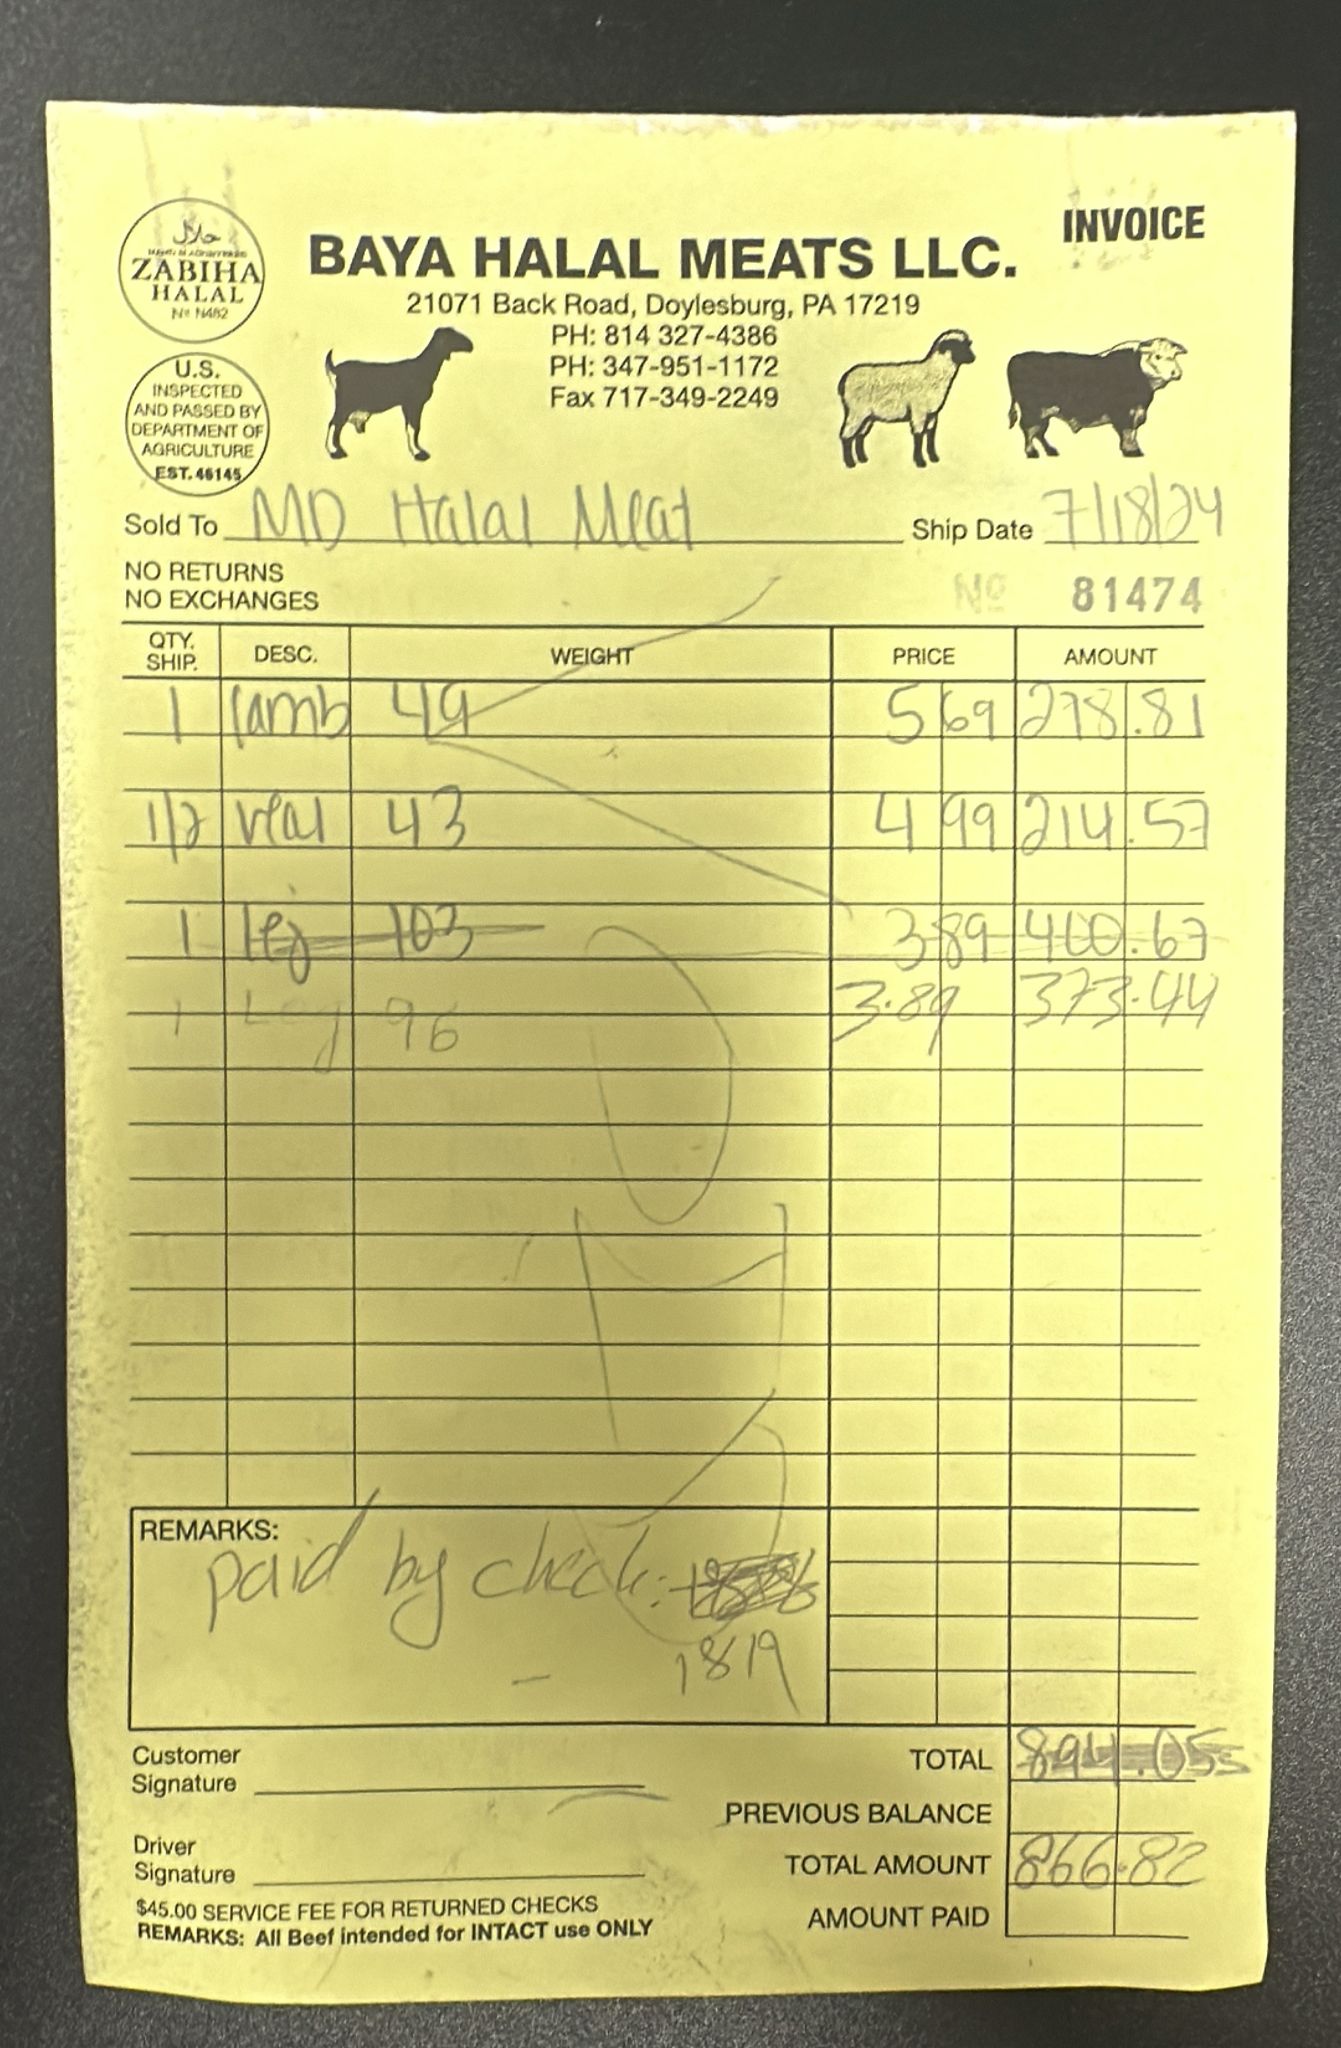 INVOICE
حلال
ZABIHA
HALAL
Nº N482
BAYA HALAL MEATS LLC.
21071 Back Road, Doylesburg, PA 17219
PH: 814 327-4386
PH: 347-951-1172
Fax 717-349-2249
U.S.
INSPECTED
AND PASSED BY
DEPARTMENT OF
AGRICULTURE
EST. 46145
Sold To MD Halal Meat Ship Date 7/18/24
NO RETURNS
NO EXCHANGES
Nº 81474
QTY. SHIP. DESC. WEIGHT PRICE AMOUNT
1 lamb 49 5 69 278.81
1/2 veal 43 4 99 214.57
1 leg 103 3 89 400.67
1 Leg 96 3.89 373.44
REMARKS:
paid by check:
1819
Customer
Signature
TOTAL 894.05
PREVIOUS BALANCE
Driver
Signature
TOTAL AMOUNT 866.82
AMOUNT PAID
$45.00 SERVICE FEE FOR RETURNED CHECKS
REMARKS: All Beef intended for INTACT use ONLY